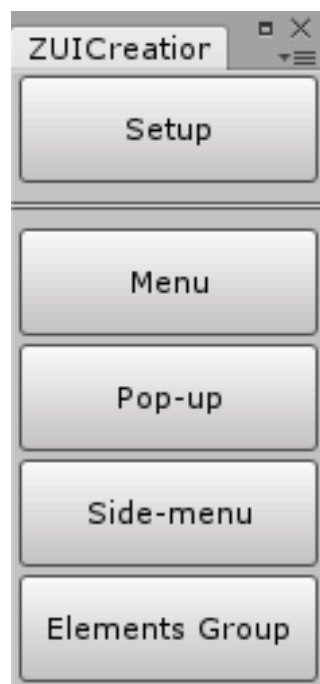 ZUICreatior
Setup
Menu
Pop-up
Side-menu
Elements Group